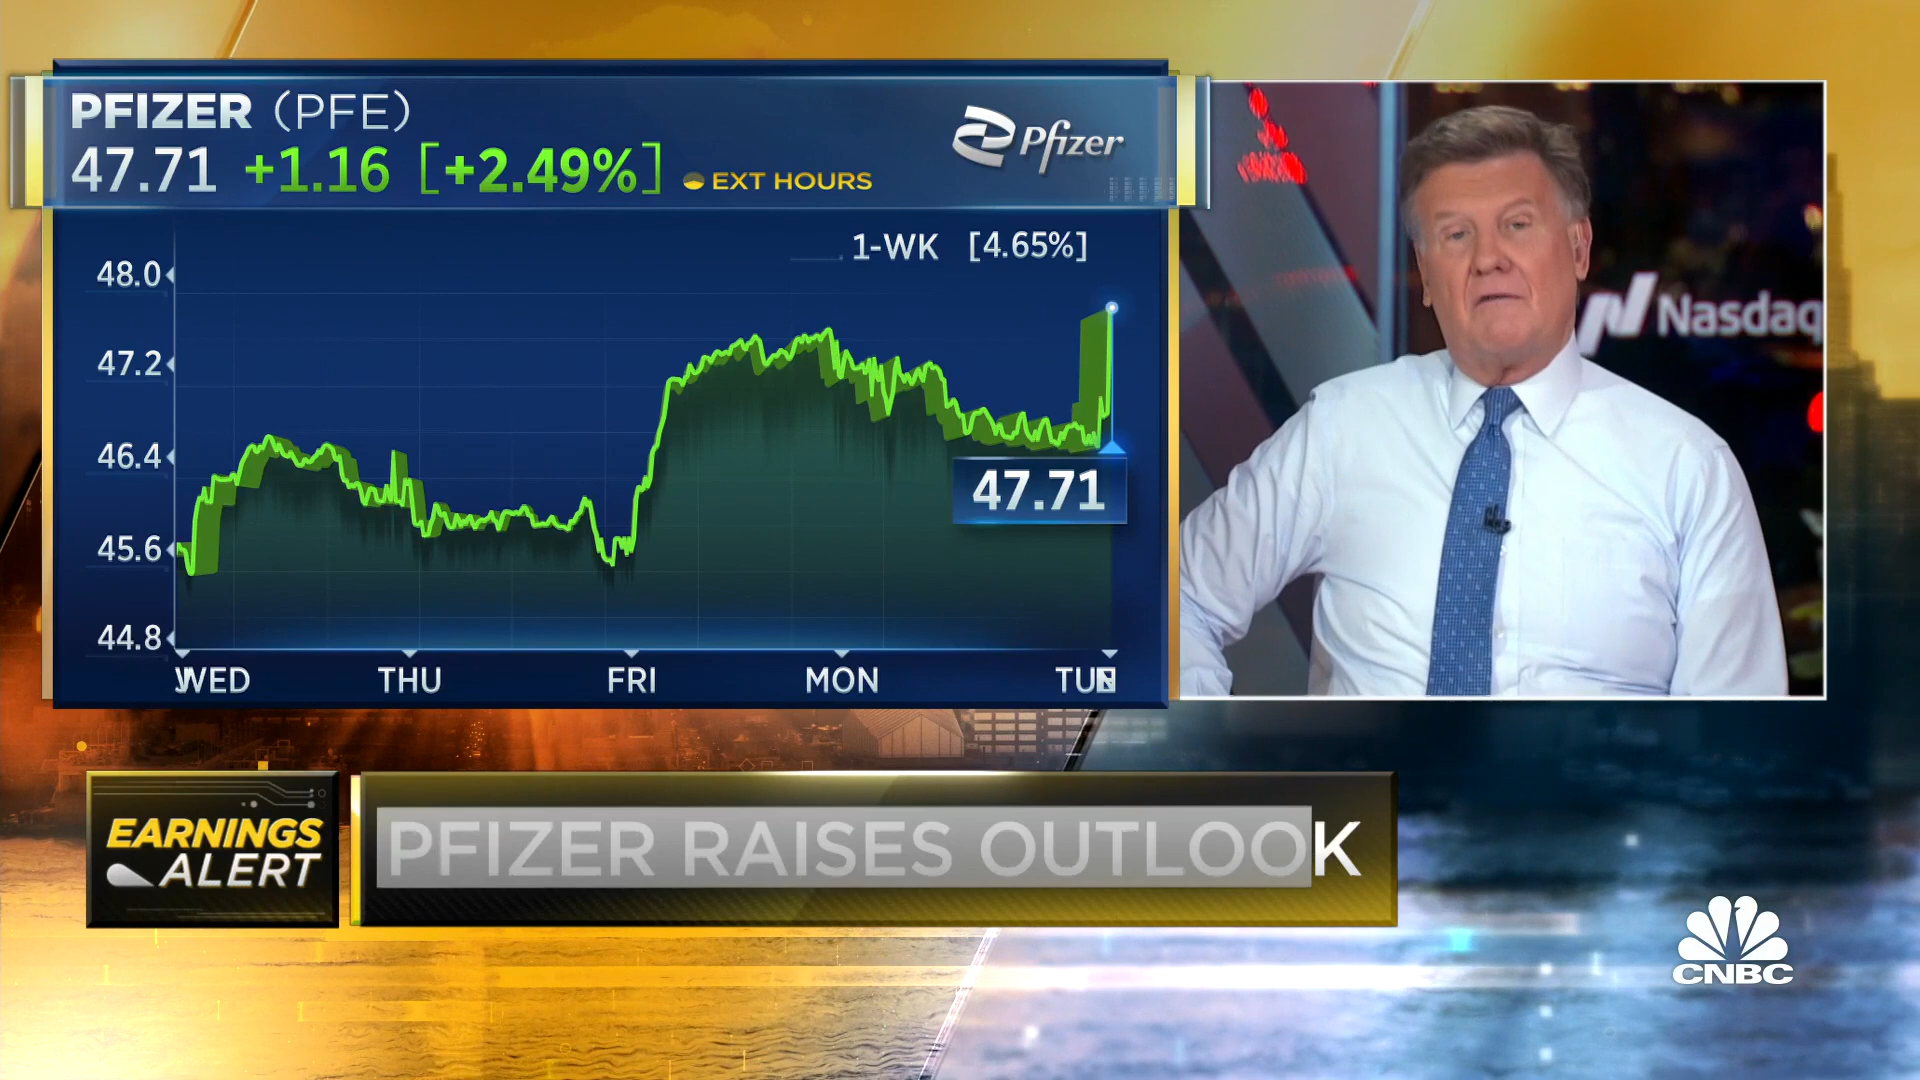 PFIZER (PFE)
47.71 +1.16 [+2.49%] EXT HOURS
Pfizer
1-WK [4.65%]
48.0
47.2
46.4
45.6
44.8
47.71
WED THU FRI MON TUE
Nasdaq
EARNINGS
ALERT
PFIZER RAISES OUTLOOK
CNBC